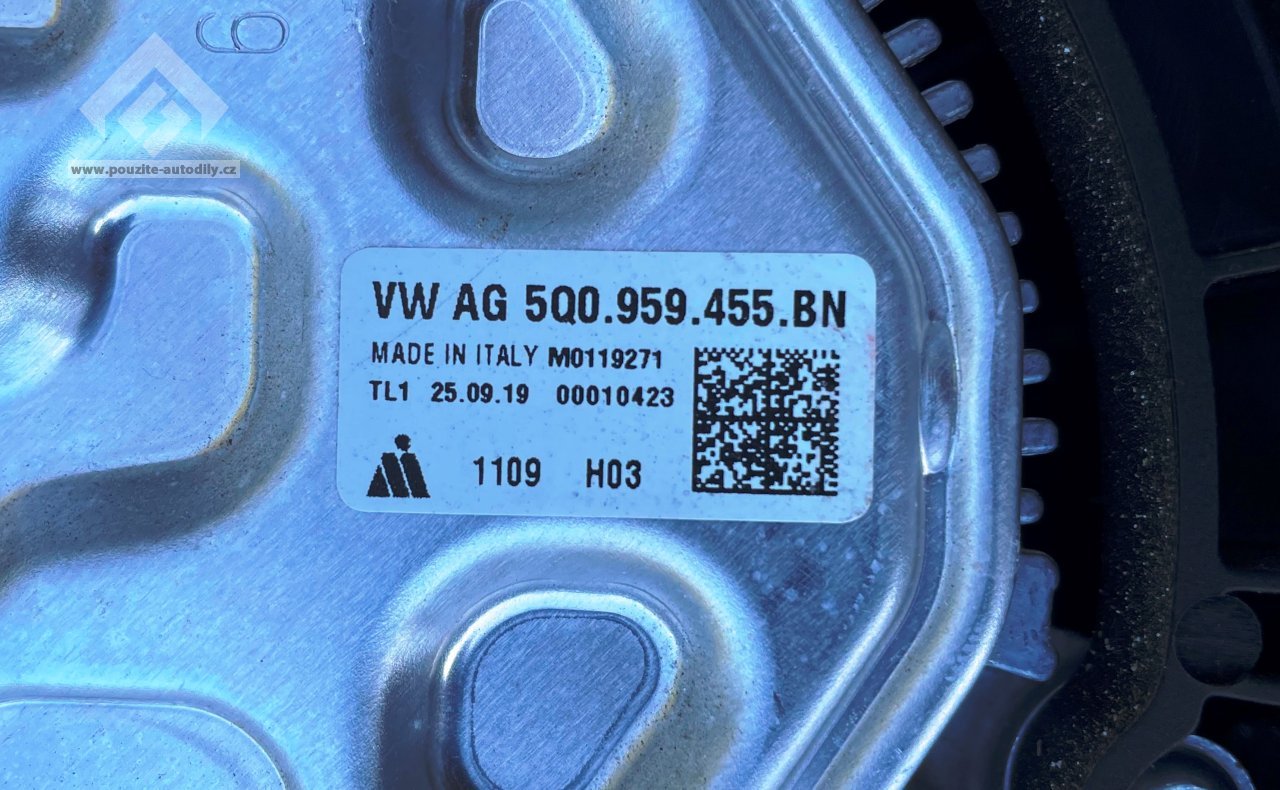 6
www.pouzite-autodily.cz
VW AG 5Q0.959.455.BN
MADE IN ITALY M0119271
TL1 25.09.19 00010423
1109 H03